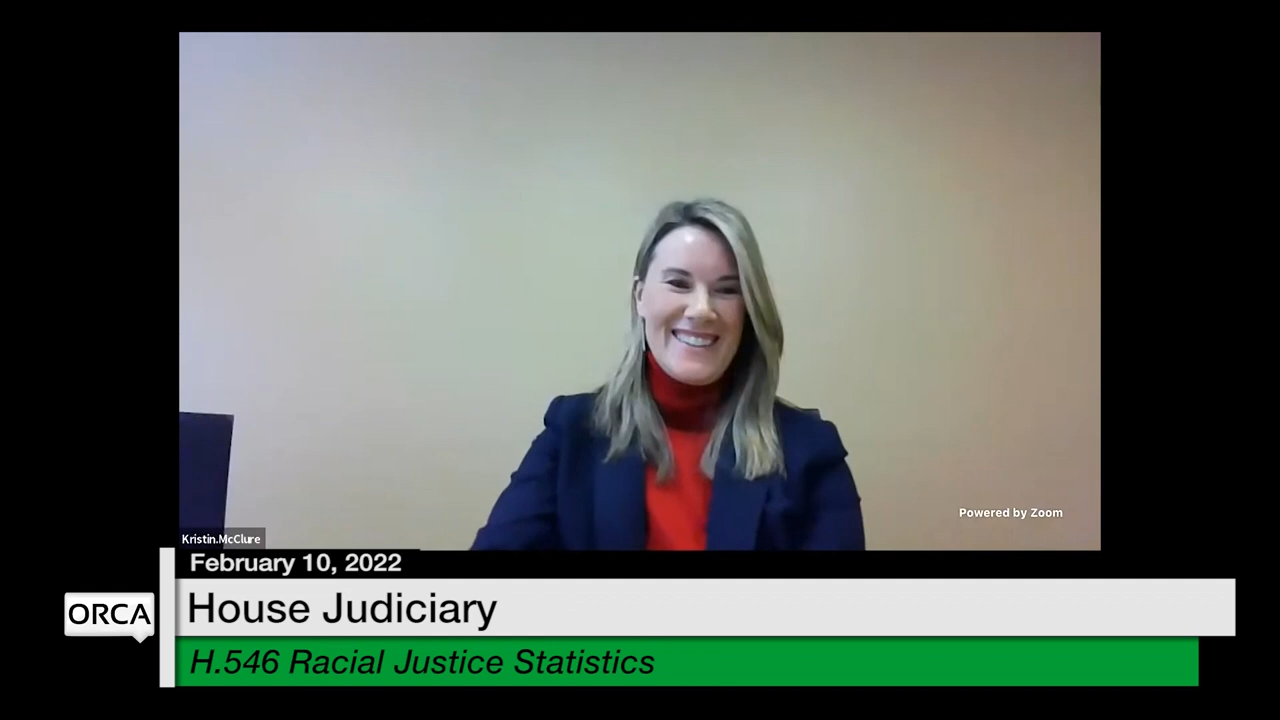 Powered by Zoom
Kristin.McClure
February 10, 2022
ORCA
House Judiciary
H.546 Racial Justice Statistics